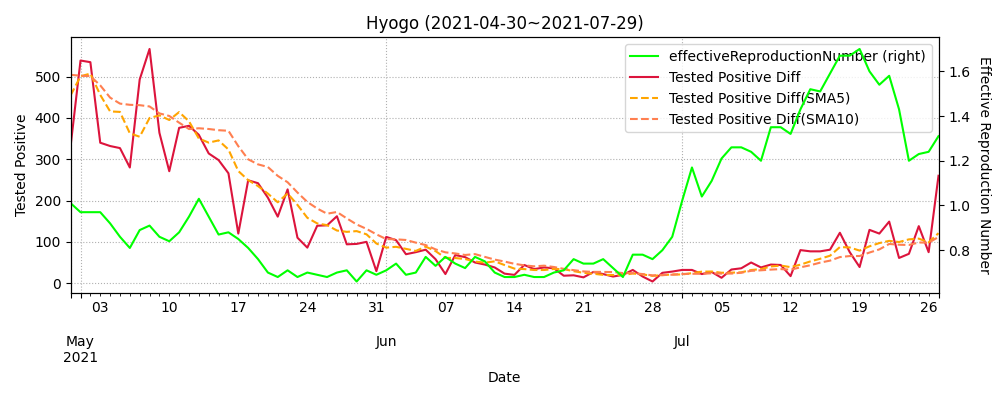 Hyogo (2021-04-30~2021-07-29)
effectiveReproductionNumber (right)
Tested Positive Diff
Tested Positive Diff(SMA5)
Tested Positive Diff(SMA10)
Tested Positive
500
400
300
200
100
0
Effective Reproduction Number
1.6
1.4
1.2
1.0
0.8
03 10 17 24 31 07 14 21 28 05 12 19 26
May Jun Jul
2021
Date